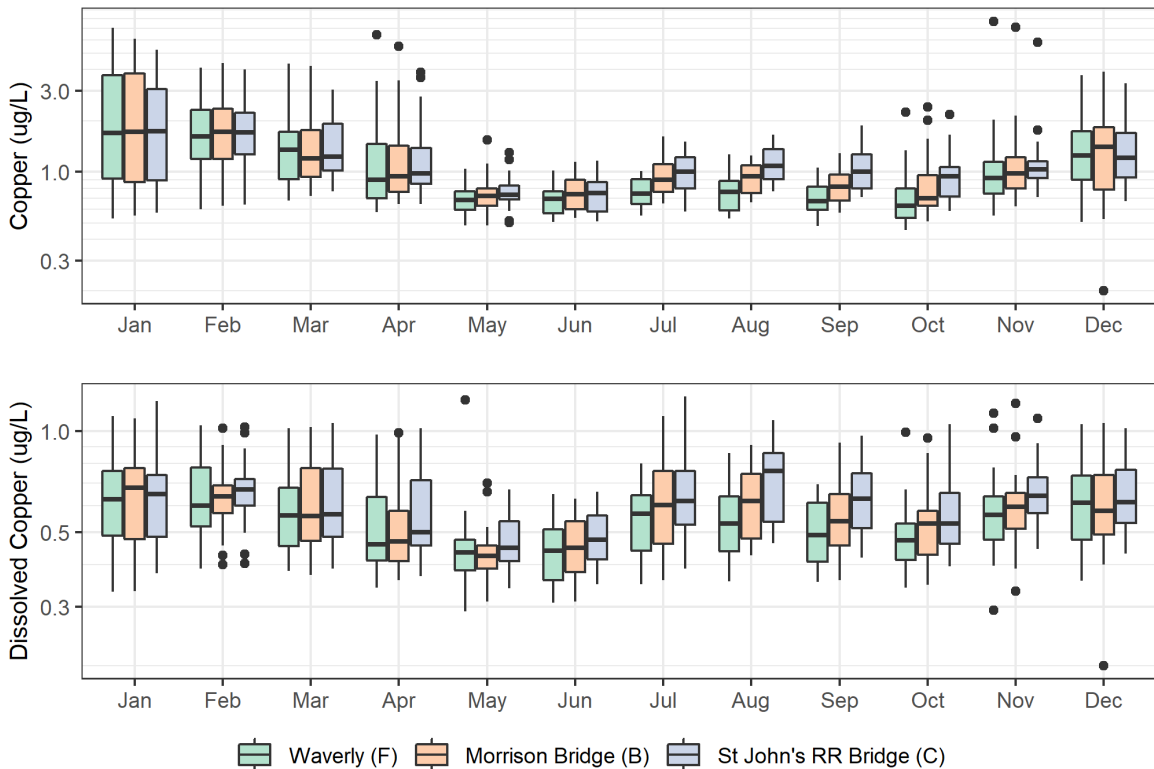 Copper (ug/L)
3.0
1.0
0.3
Jan Feb Mar Apr May Jun Jul Aug Sep Oct Nov Dec
Dissolved Copper (ug/L)
1.0
0.5
0.3
Jan Feb Mar Apr May Jun Jul Aug Sep Oct Nov Dec
Waverly (F) Morrison Bridge (B) St John's RR Bridge (C)